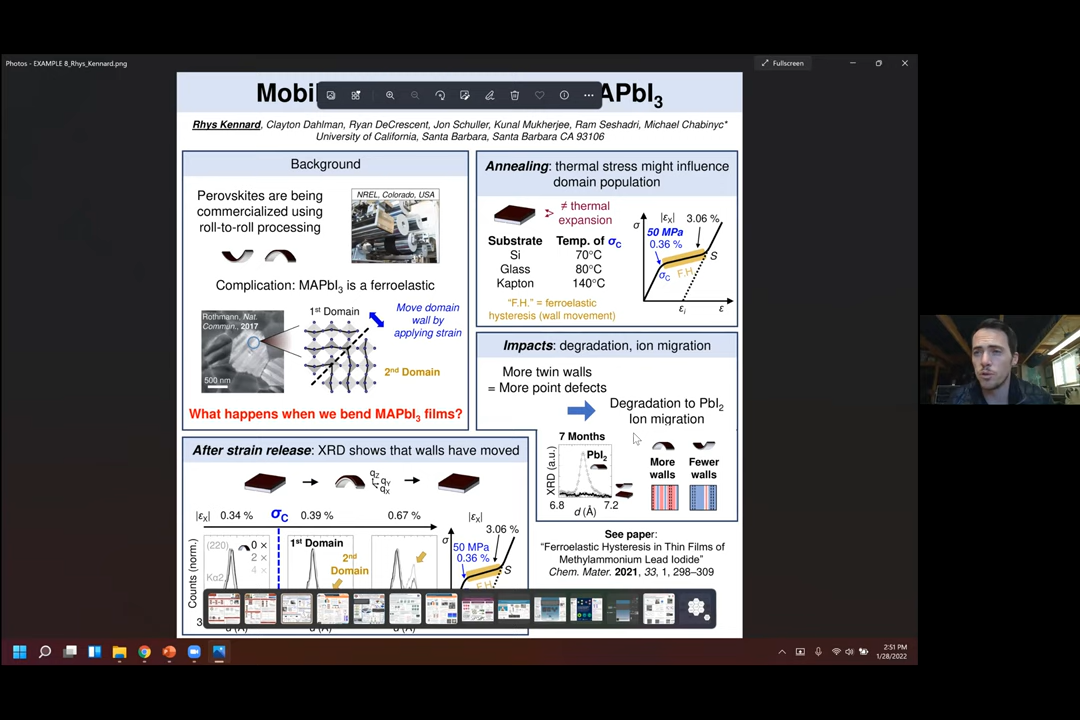 Photos - EXAMPLE 8_Rhys_Kennard.png
Fullscreen
Mobil
APbI3
Rhys Kennard, Clayton Dahlman, Ryan DeCrescent, Jon Schuller, Kunal Mukherjee, Ram Seshadri, Michael Chabinyc*
University of California, Santa Barbara, Santa Barbara CA 93106
Background
Perovskites are being
commercialized using
roll-to-roll processing
NREL, Colorado, USA
Complication: MAPbI3 is a ferroelastic
Rothmann, Nat.
Commun., 2017
500 nm
1st Domain
Move domain
wall by
applying strain
2nd Domain
What happens when we bend MAPbI3 films?
Annealing: thermal stress might influence
domain population
≠ thermal
expansion
Substrate Temp. of σC
Si 70°C
Glass 80°C
Kapton 140°C
"F.H." = ferroelastic
hysteresis (wall movement)
σ
|εX| 3.06 %
50 MPa
0.36 %
S
σC F.H.
εi ε
Impacts: degradation, ion migration
More twin walls
= More point defects
Degradation to PbI2
Ion migration
7 Months
PbI2
XRD (a.u.)
6.8 7.2
d (Å)
More
walls
Fewer
walls
After strain release: XRD shows that walls have moved
qZ
qY
qX
|εX| 0.34 % σC 0.39 % 0.67 %
Counts (norm.)
(220)
0 ×
2 ×
4 ×
Kα2
1st Domain
2nd
Domain
σ
|εX|
3.06 %
50 MPa
0.36 %
S
F.H.
3
See paper:
"Ferroelastic Hysteresis in Thin Films of
Methylammonium Lead Iodide"
Chem. Mater. 2021, 33, 1, 298–309
2:51 PM
1/28/2022